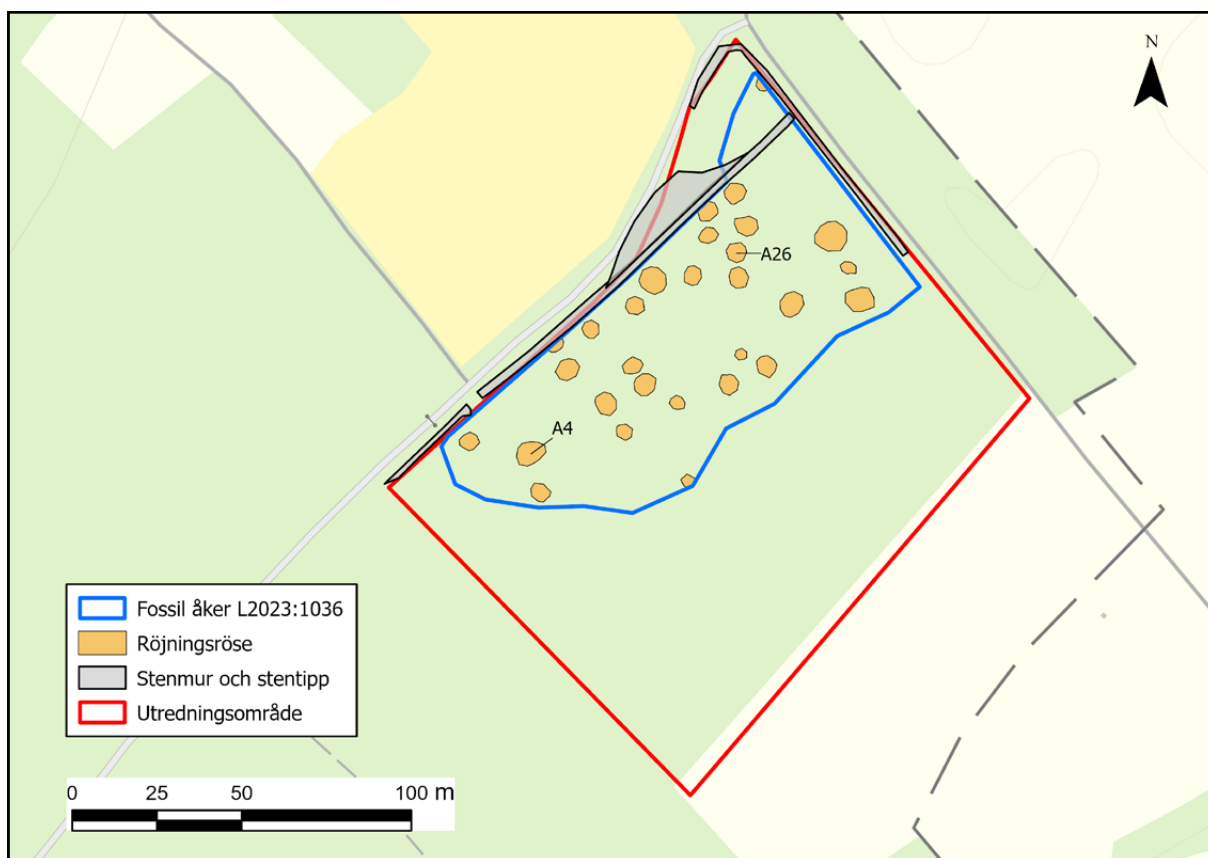 N
A26
A4
Fossil åker L2023:1036
Röjningsröse
Stenmur och stentipp
Utredningsområde
0 25 50 100 m